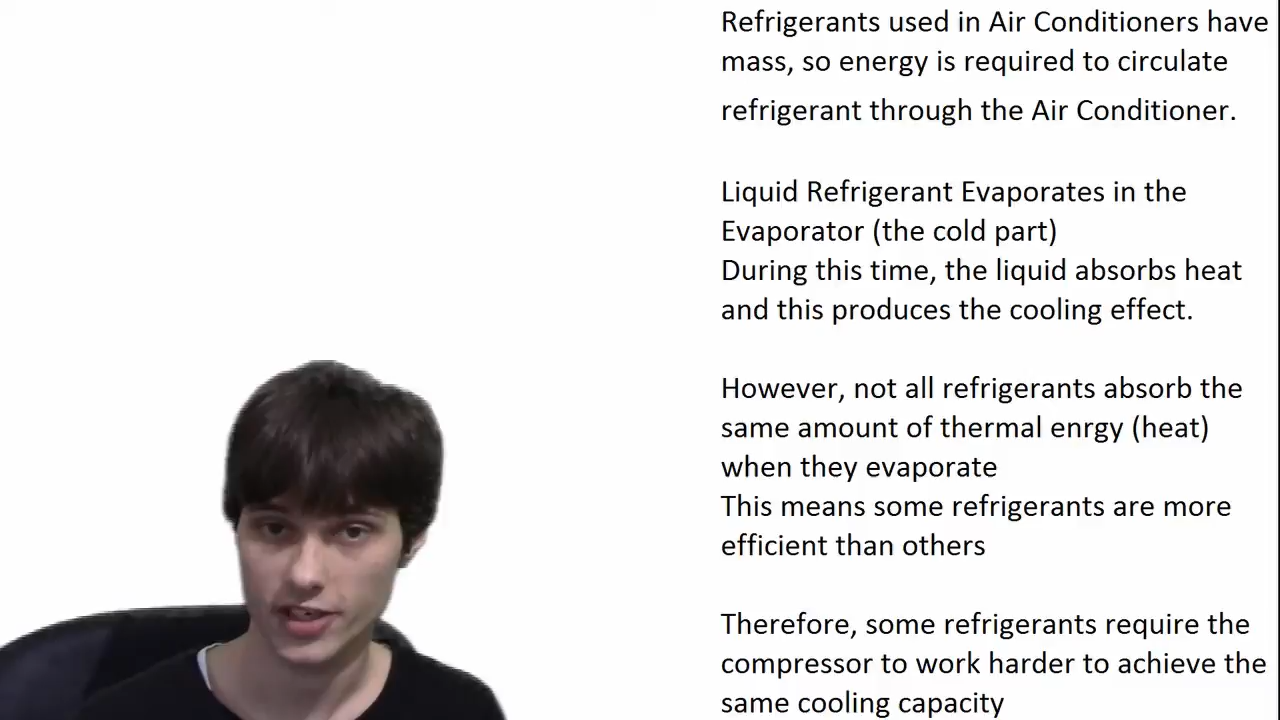 Refrigerants used in Air Conditioners have
mass, so energy is required to circulate
refrigerant through the Air Conditioner.
Liquid Refrigerant Evaporates in the
Evaporator (the cold part)
During this time, the liquid absorbs heat
and this produces the cooling effect.
However, not all refrigerants absorb the
same amount of thermal enrgy (heat)
when they evaporate
This means some refrigerants are more
efficient than others
Therefore, some refrigerants require the
compressor to work harder to achieve the
same cooling capacity